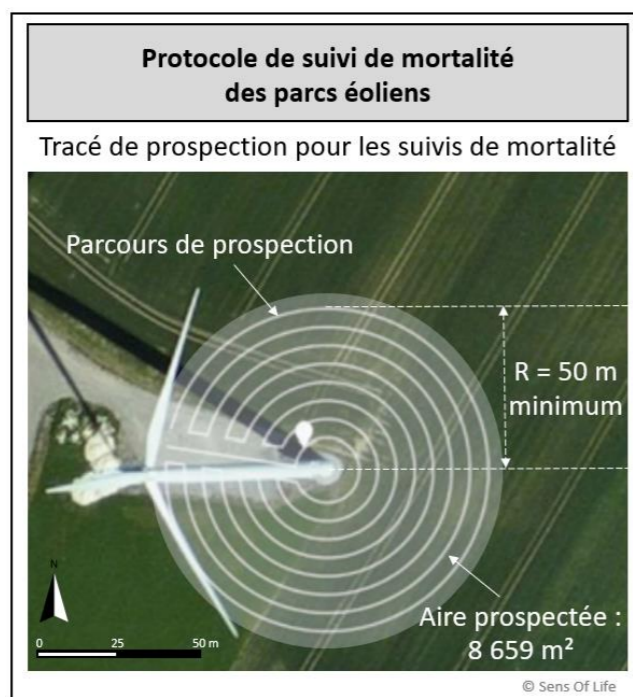 Protocole de suivi de mortalité
des parcs éoliens
Tracé de prospection pour les suivis de mortalité
Parcours de prospection
R = 50 m
minimum
Aire prospectée :
8 659 m²
N
0 25 50 m
© Sens Of Life